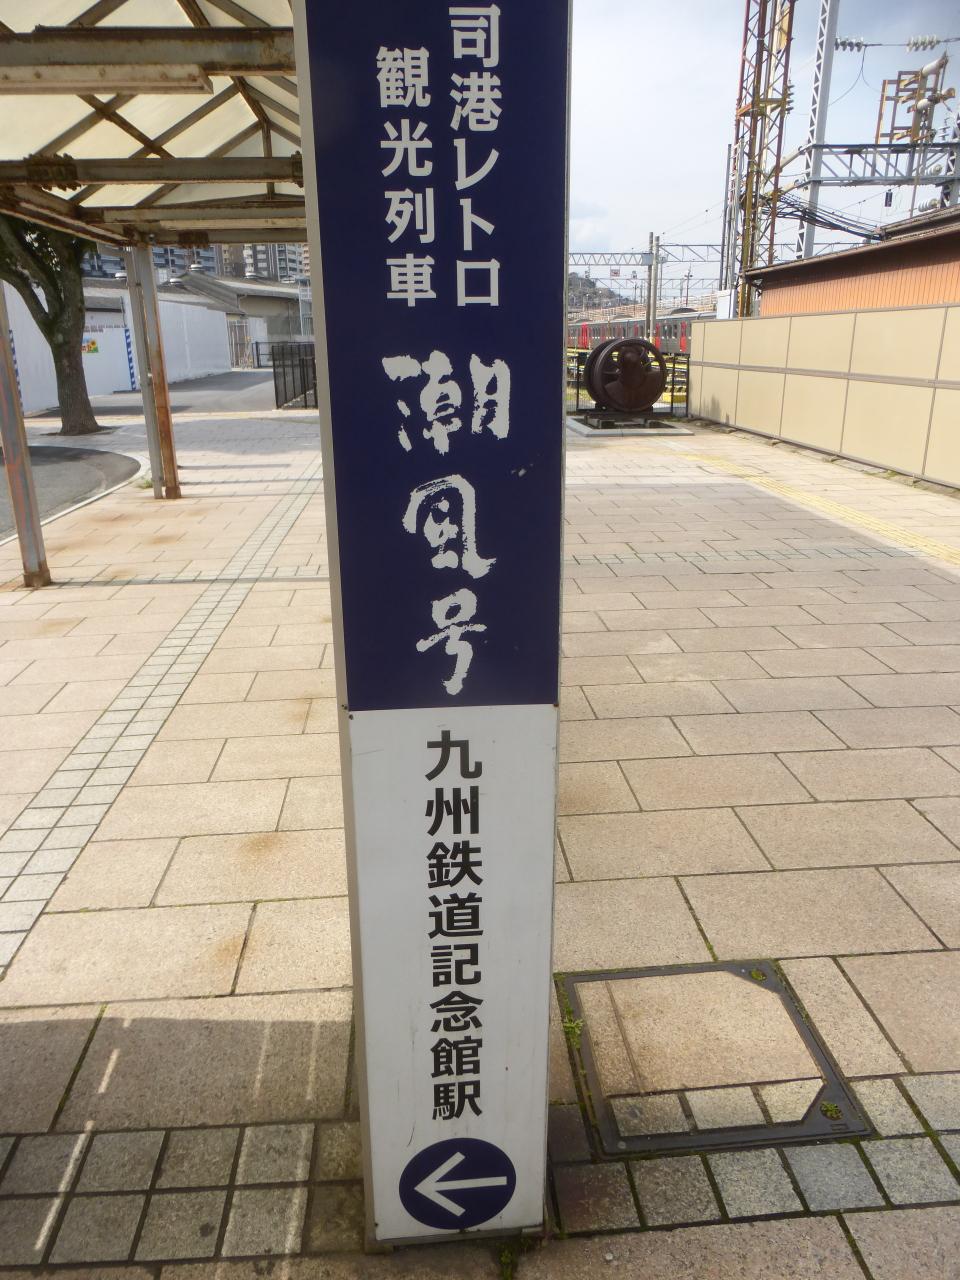 司港レトロ
観光列車
潮風号
九州鉄道記念館駅